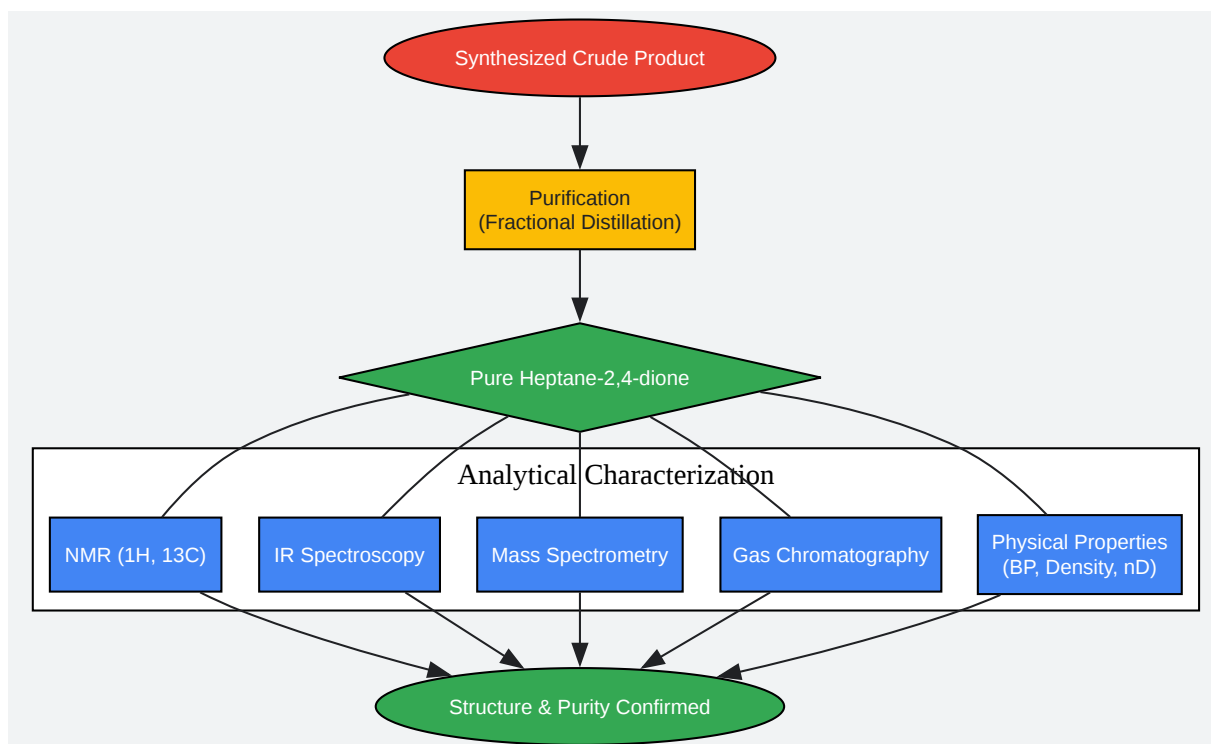 Synthesized Crude Product
Purification
(Fractional Distillation)
Pure Heptane-2,4-dione
Analytical Characterization
NMR (1H, 13C)
IR Spectroscopy
Mass Spectrometry
Gas Chromatography
Physical Properties
(BP, Density, nD)
Structure & Purity Confirmed